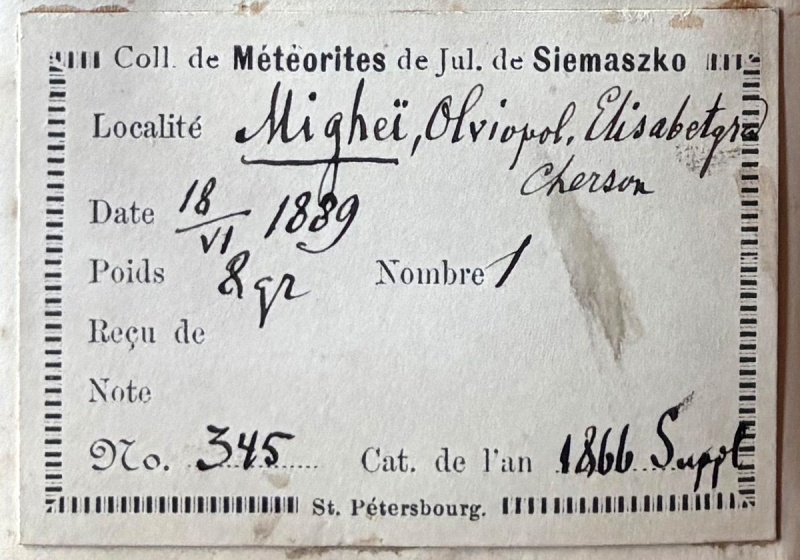 Coll. de Météorites de Jul. de Siemaszko
Localité Migheï, Olviopol, Elisabetgrad
Cherson
Date 18/VI 1889
Poids 8 gr Nombre 1
Reçu de
Note
No. 345 Cat. de l'an 1866 Suppl
St. Pétersbourg.